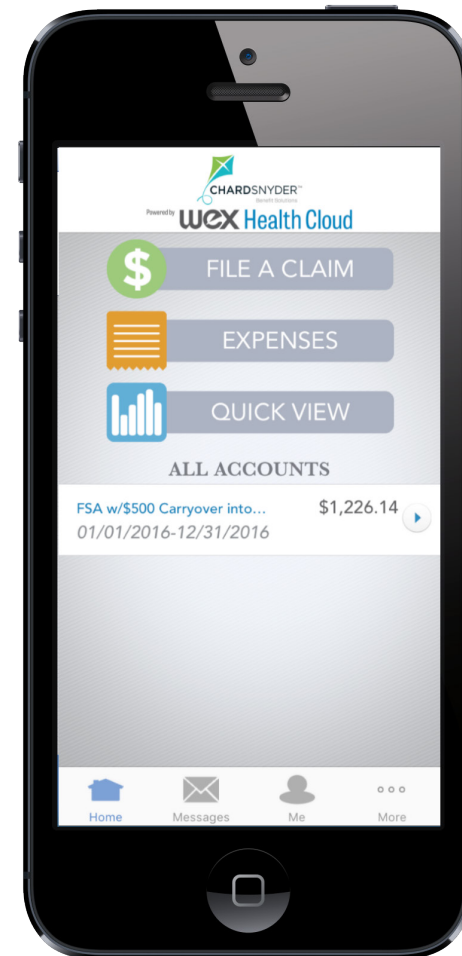 CHARDSNYDER™
Benefit Solutions
Powered by wex Health Cloud
$
FILE A CLAIM
EXPENSES
QUICK VIEW
ALL ACCOUNTS
FSA w/$500 Carryover into... $1,226.14
01/01/2016-12/31/2016
Home Messages Me More